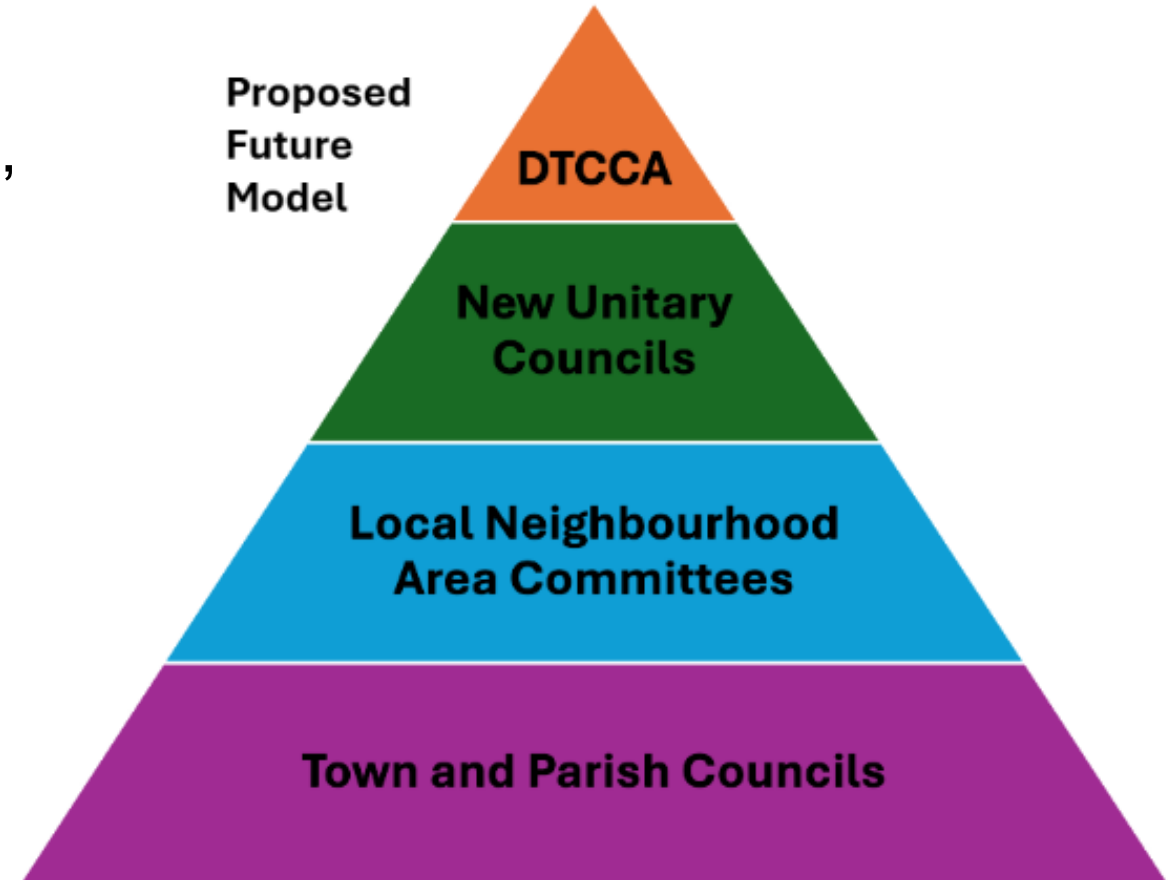 Proposed
Future
Model
,
DTCCA
New Unitary
Councils
Local Neighbourhood
Area Committees
Town and Parish Councils